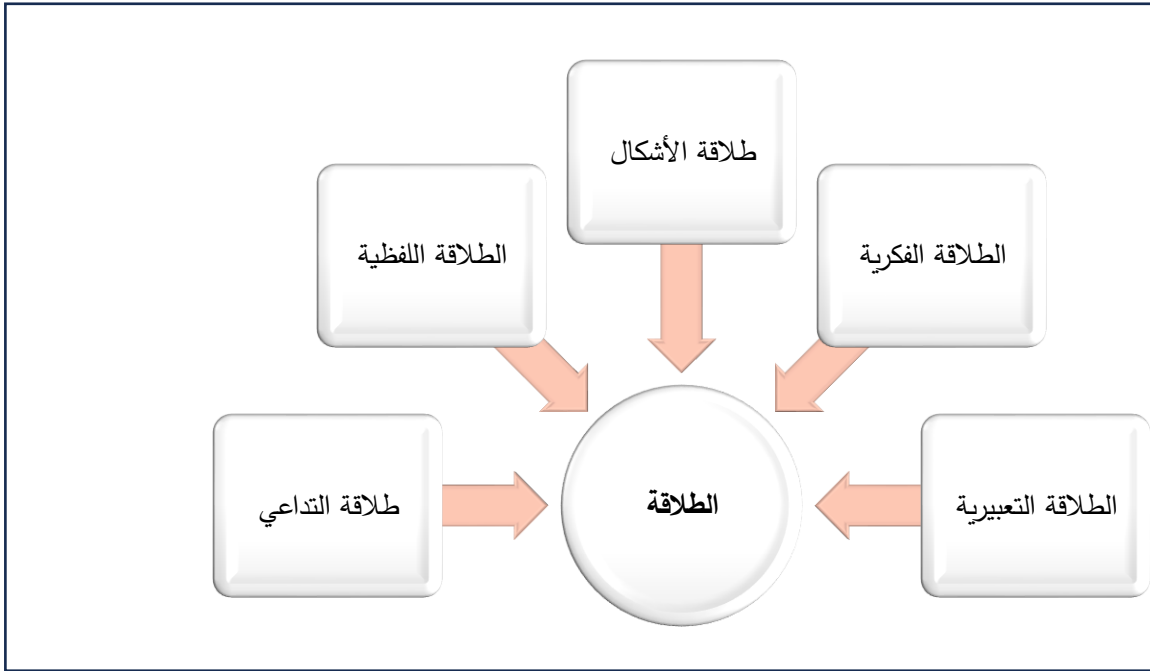 طلاقة الأشكال
الطلاقة الفكرية
الطلاقة اللفظية
الطلاقة التعبيرية
الطلاقة
طلاقة التداعي